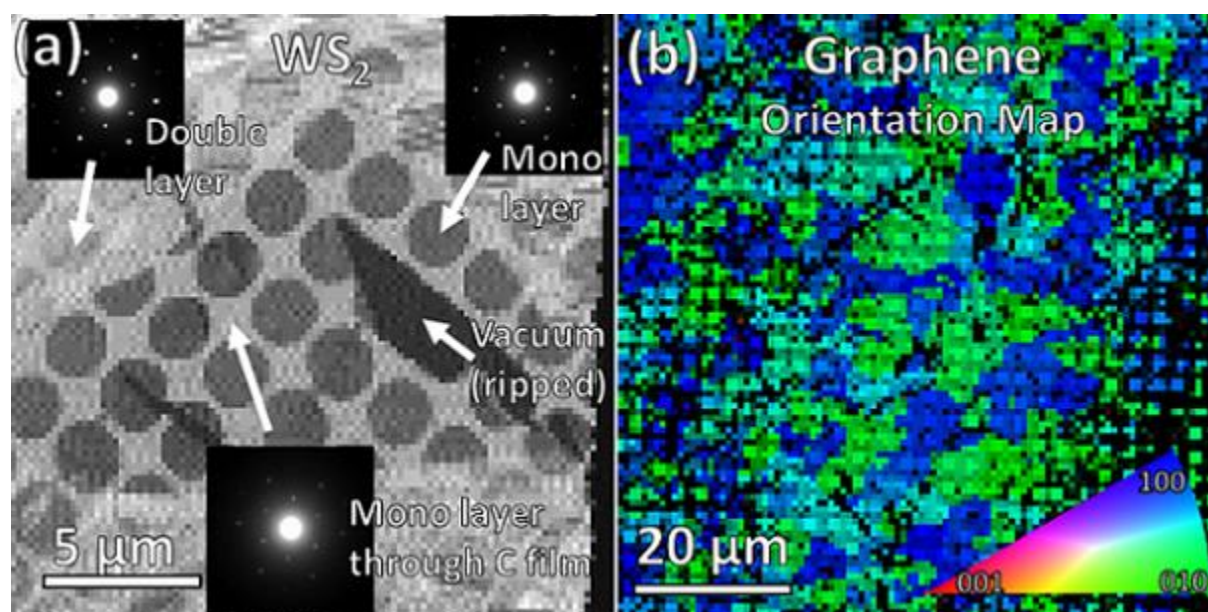 (a)
WS2
Double
layer
Mono
layer
Vacuum
(ripped)
Mono layer
through C film
5 μm
(b)
Graphene
Orientation Map
20 μm
100
001
010